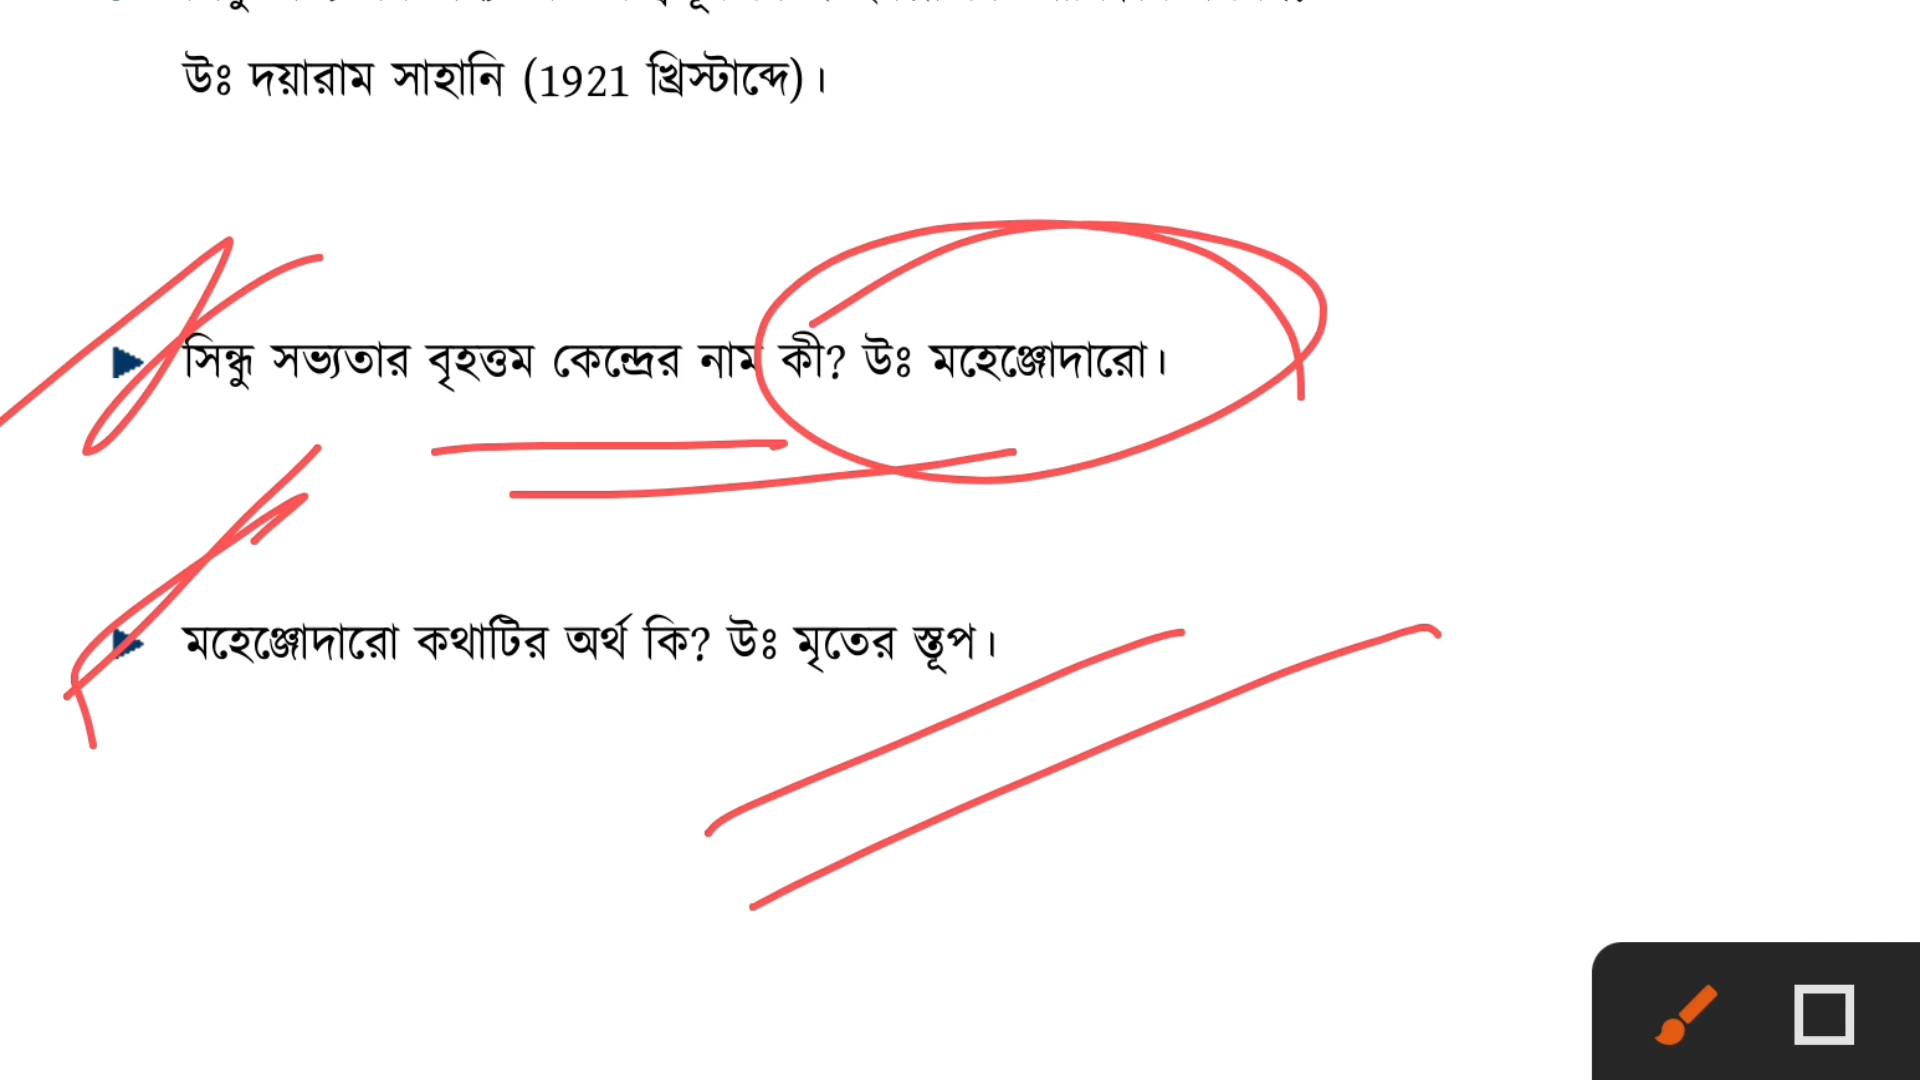 উঃ দয়ারাম সাহানি (1921 খ্রিস্টাব্দে)।
সিন্ধু সভ্যতার বৃহত্তম কেন্দ্রের নাম কী? উঃ মহেঞ্জোদারো।
মহেঞ্জোদারো কথাটির অর্থ কি? উঃ মৃতের স্তূপ।